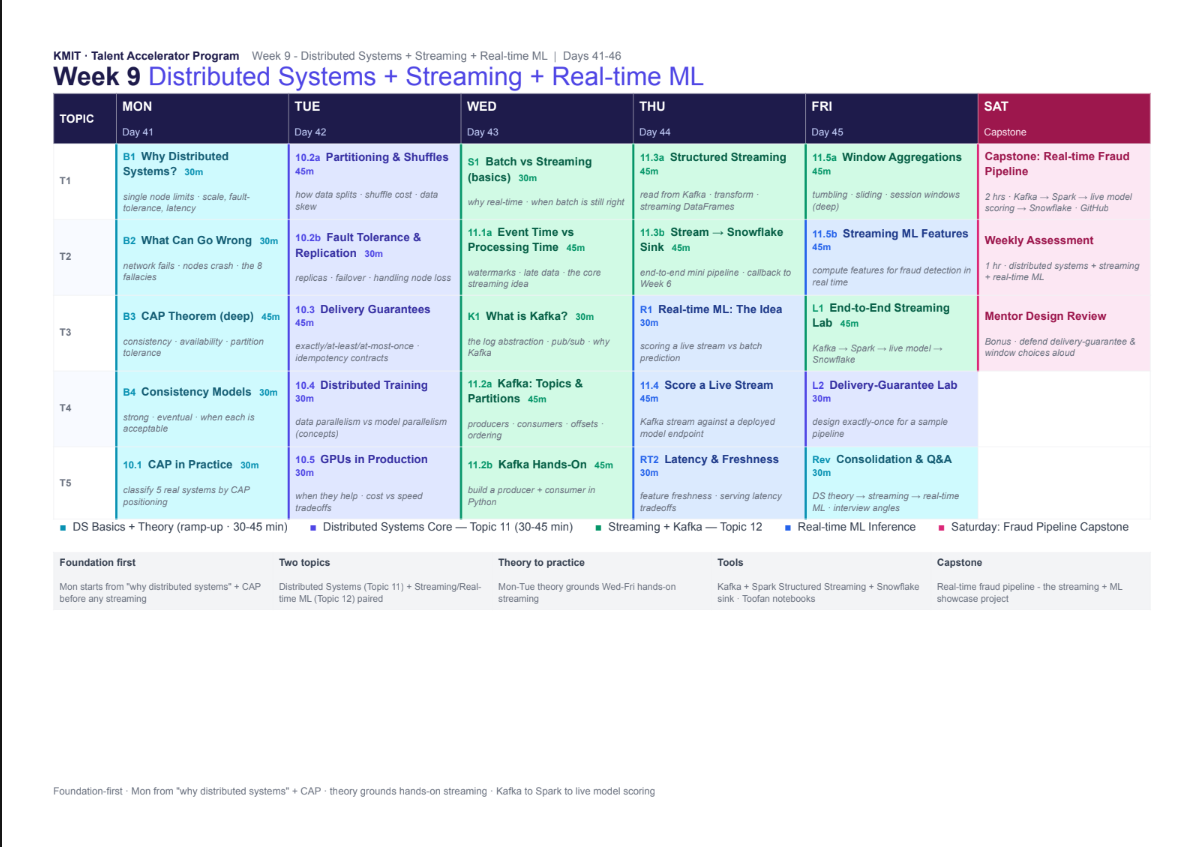 KMIT · Talent Accelerator Program Week 9 - Distributed Systems + Streaming + Real-time ML | Days 41-46
Week 9 Distributed Systems + Streaming + Real-time ML
TOPIC
MON
Day 41
TUE
Day 42
WED
Day 43
THU
Day 44
FRI
Day 45
SAT
Capstone
T1
B1 Why Distributed
Systems? 30m
single node limits · scale, fault-
tolerance, latency
10.2a Partitioning & Shuffles
45m
how data splits · shuffle cost · data
skew
S1 Batch vs Streaming
(basics) 30m
why real-time · when batch is still right
11.3a Structured Streaming
45m
read from Kafka · transform ·
streaming DataFrames
11.5a Window Aggregations
45m
tumbling · sliding · session windows
(deep)
Capstone: Real-time Fraud
Pipeline
2 hrs · Kafka → Spark → live model
scoring → Snowflake · GitHub
T2
B2 What Can Go Wrong 30m
network fails · nodes crash · the 8
fallacies
10.2b Fault Tolerance &
Replication 30m
replicas · failover · handling node loss
11.1a Event Time vs
Processing Time 45m
watermarks · late data · the core
streaming idea
11.3b Stream → Snowflake
Sink 45m
end-to-end mini pipeline · callback to
Week 6
11.5b Streaming ML Features
45m
compute features for fraud detection in
real time
Weekly Assessment
1 hr · distributed systems + streaming
+ real-time ML
T3
B3 CAP Theorem (deep) 45m
consistency · availability · partition
tolerance
10.3 Delivery Guarantees
45m
exactly/at-least/at-most-once ·
idempotency contracts
K1 What is Kafka? 30m
the log abstraction · pub/sub · why
Kafka
R1 Real-time ML: The Idea
30m
scoring a live stream vs batch
prediction
L1 End-to-End Streaming
Lab 45m
Kafka → Spark → live model →
Snowflake
Mentor Design Review
Bonus · defend delivery-guarantee &
window choices aloud
T4
B4 Consistency Models 30m
strong · eventual · when each is
acceptable
10.4 Distributed Training
30m
data parallelism vs model parallelism
(concepts)
11.2a Kafka: Topics &
Partitions 45m
producers · consumers · offsets ·
ordering
11.4 Score a Live Stream
45m
Kafka stream against a deployed
model endpoint
L2 Delivery-Guarantee Lab
30m
design exactly-once for a sample
pipeline
T5
10.1 CAP in Practice 30m
classify 5 real systems by CAP
positioning
10.5 GPUs in Production
30m
when they help · cost vs speed
tradeoffs
11.2b Kafka Hands-On 45m
build a producer + consumer in
Python
RT2 Latency & Freshness
30m
feature freshness · serving latency
tradeoffs
Rev Consolidation & Q&A
30m
DS theory → streaming → real-time
ML · interview angles
■ DS Basics + Theory (ramp-up · 30-45 min) ■ Distributed Systems Core — Topic 11 (30-45 min) ■ Streaming + Kafka — Topic 12 ■ Real-time ML Inference ■ Saturday: Fraud Pipeline Capstone
Foundation first
Mon starts from "why distributed systems" + CAP
before any streaming
Two topics
Distributed Systems (Topic 11) + Streaming/Real-
time ML (Topic 12) paired
Theory to practice
Mon-Tue theory grounds Wed-Fri hands-on
streaming
Tools
Kafka + Spark Structured Streaming + Snowflake
sink · Toofan notebooks
Capstone
Real-time fraud pipeline - the streaming + ML
showcase project
Foundation-first · Mon from "why distributed systems" + CAP · theory grounds hands-on streaming · Kafka to Spark to live model scoring